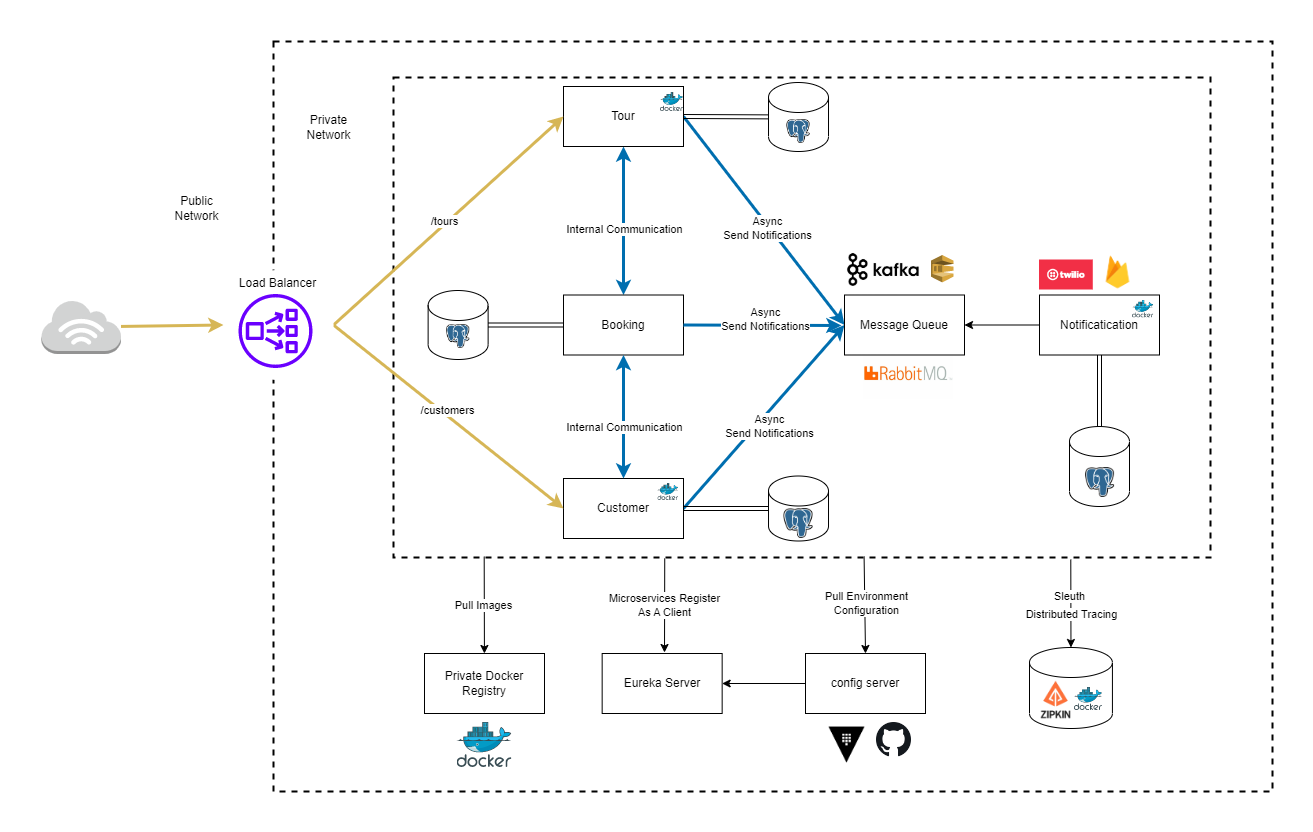 Private
Network
Public
Network
Load Balancer
/tours
/customers
Tour
docker
Internal Communication
Async
Send Notifications
Booking
Async
Send Notifications
kafka
Message Queue
RabbitMQ
twilio
Notificatication
docker
Internal Communication
Async
Send Notifications
Customer
docker
Pull Images
Microservices Register
As A Client
Pull Environment
Configuration
Sleuth
Distributed Tracing
Private Docker
Registry
docker
Eureka Server
config server
ZIPKIN
docker